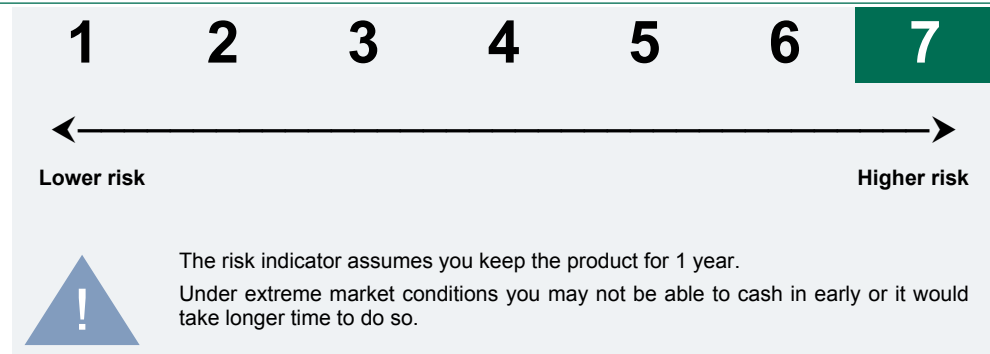 1 2 3 4 5 6 7
Lower risk Higher risk
!
The risk indicator assumes you keep the product for 1 year.
Under extreme market conditions you may not be able to cash in early or it would
take longer time to do so.